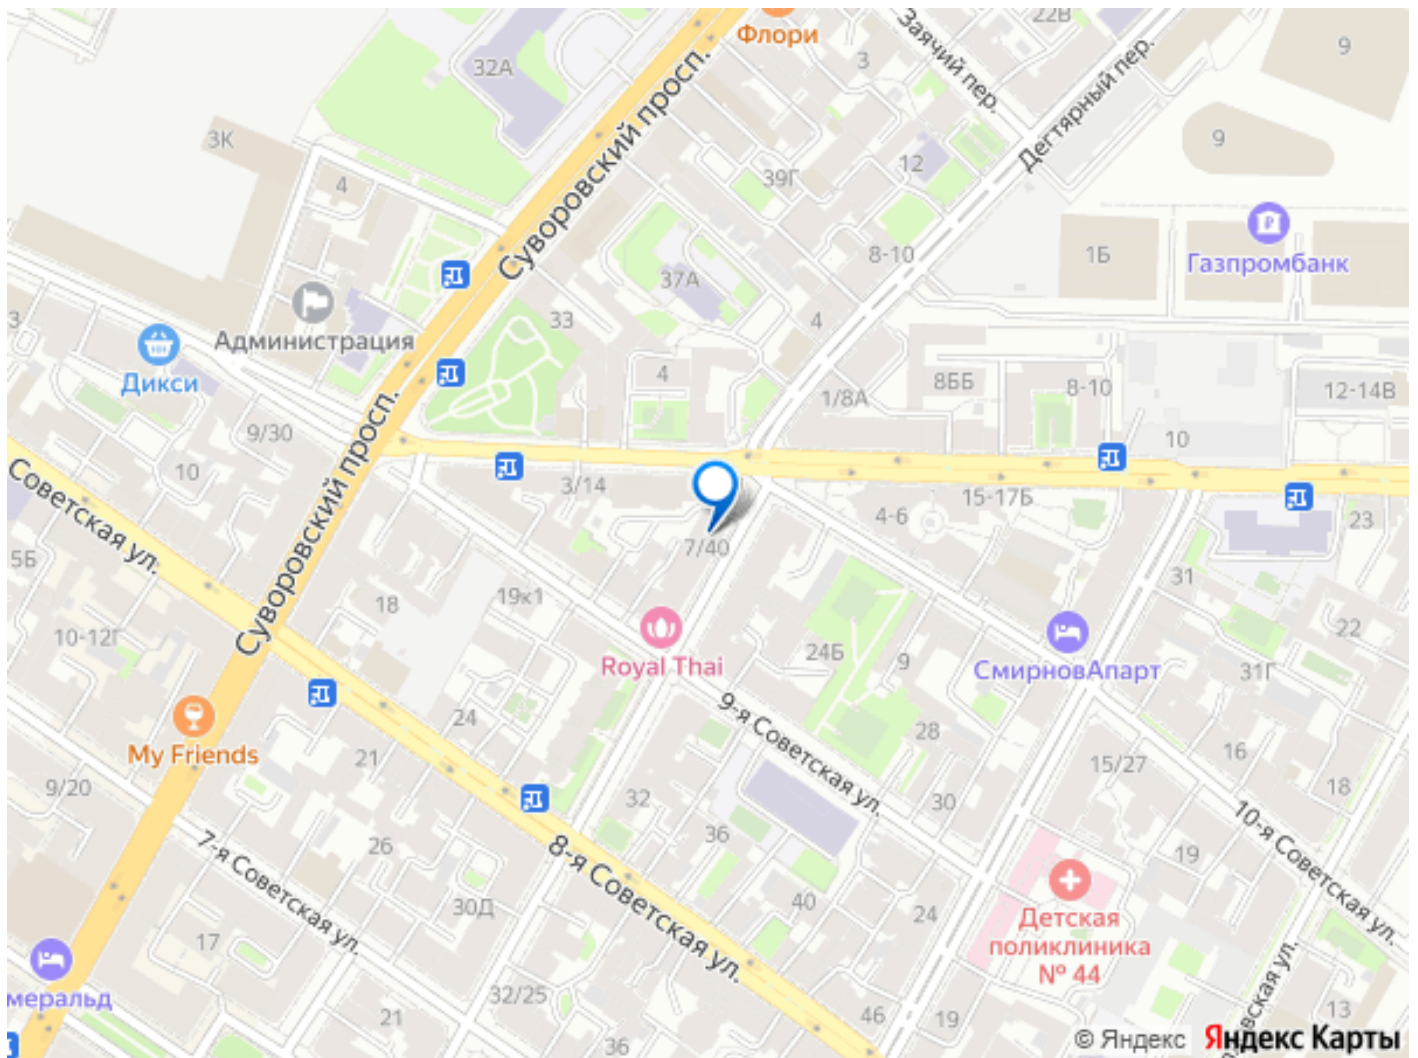 Флори
22В
Заячий пер.
Дегтярный пер.
9
32А
Суворовский просп.
3
3К
39Г
12
9
4
8-10
1Б
Газпромбанк
37А
Администрация
33
4
3
Дикси
4
8ББ
8-10
12-14В
1/8А
9/30
Суворовский просп.
10
10
Советская ул.
3/14
15-17Б
4-6
23
7/40
5Б
31
18
19к1
22
10-12Г
Royal Thai
24Б
9
СмирновАпарт
31Г
9-я Советская ул.
24
28
My Friends
21
16
15/27
9/20
18
32
30
36
10-я Советская ул.
7-я Советская ул.
26
8-я Советская ул.
19
40
30Д
24
Детская
поликлиника
№ 44
17
меральд
32/25
21
46
19
13
вская ул.
36
© Яндекс Яндекс Карты